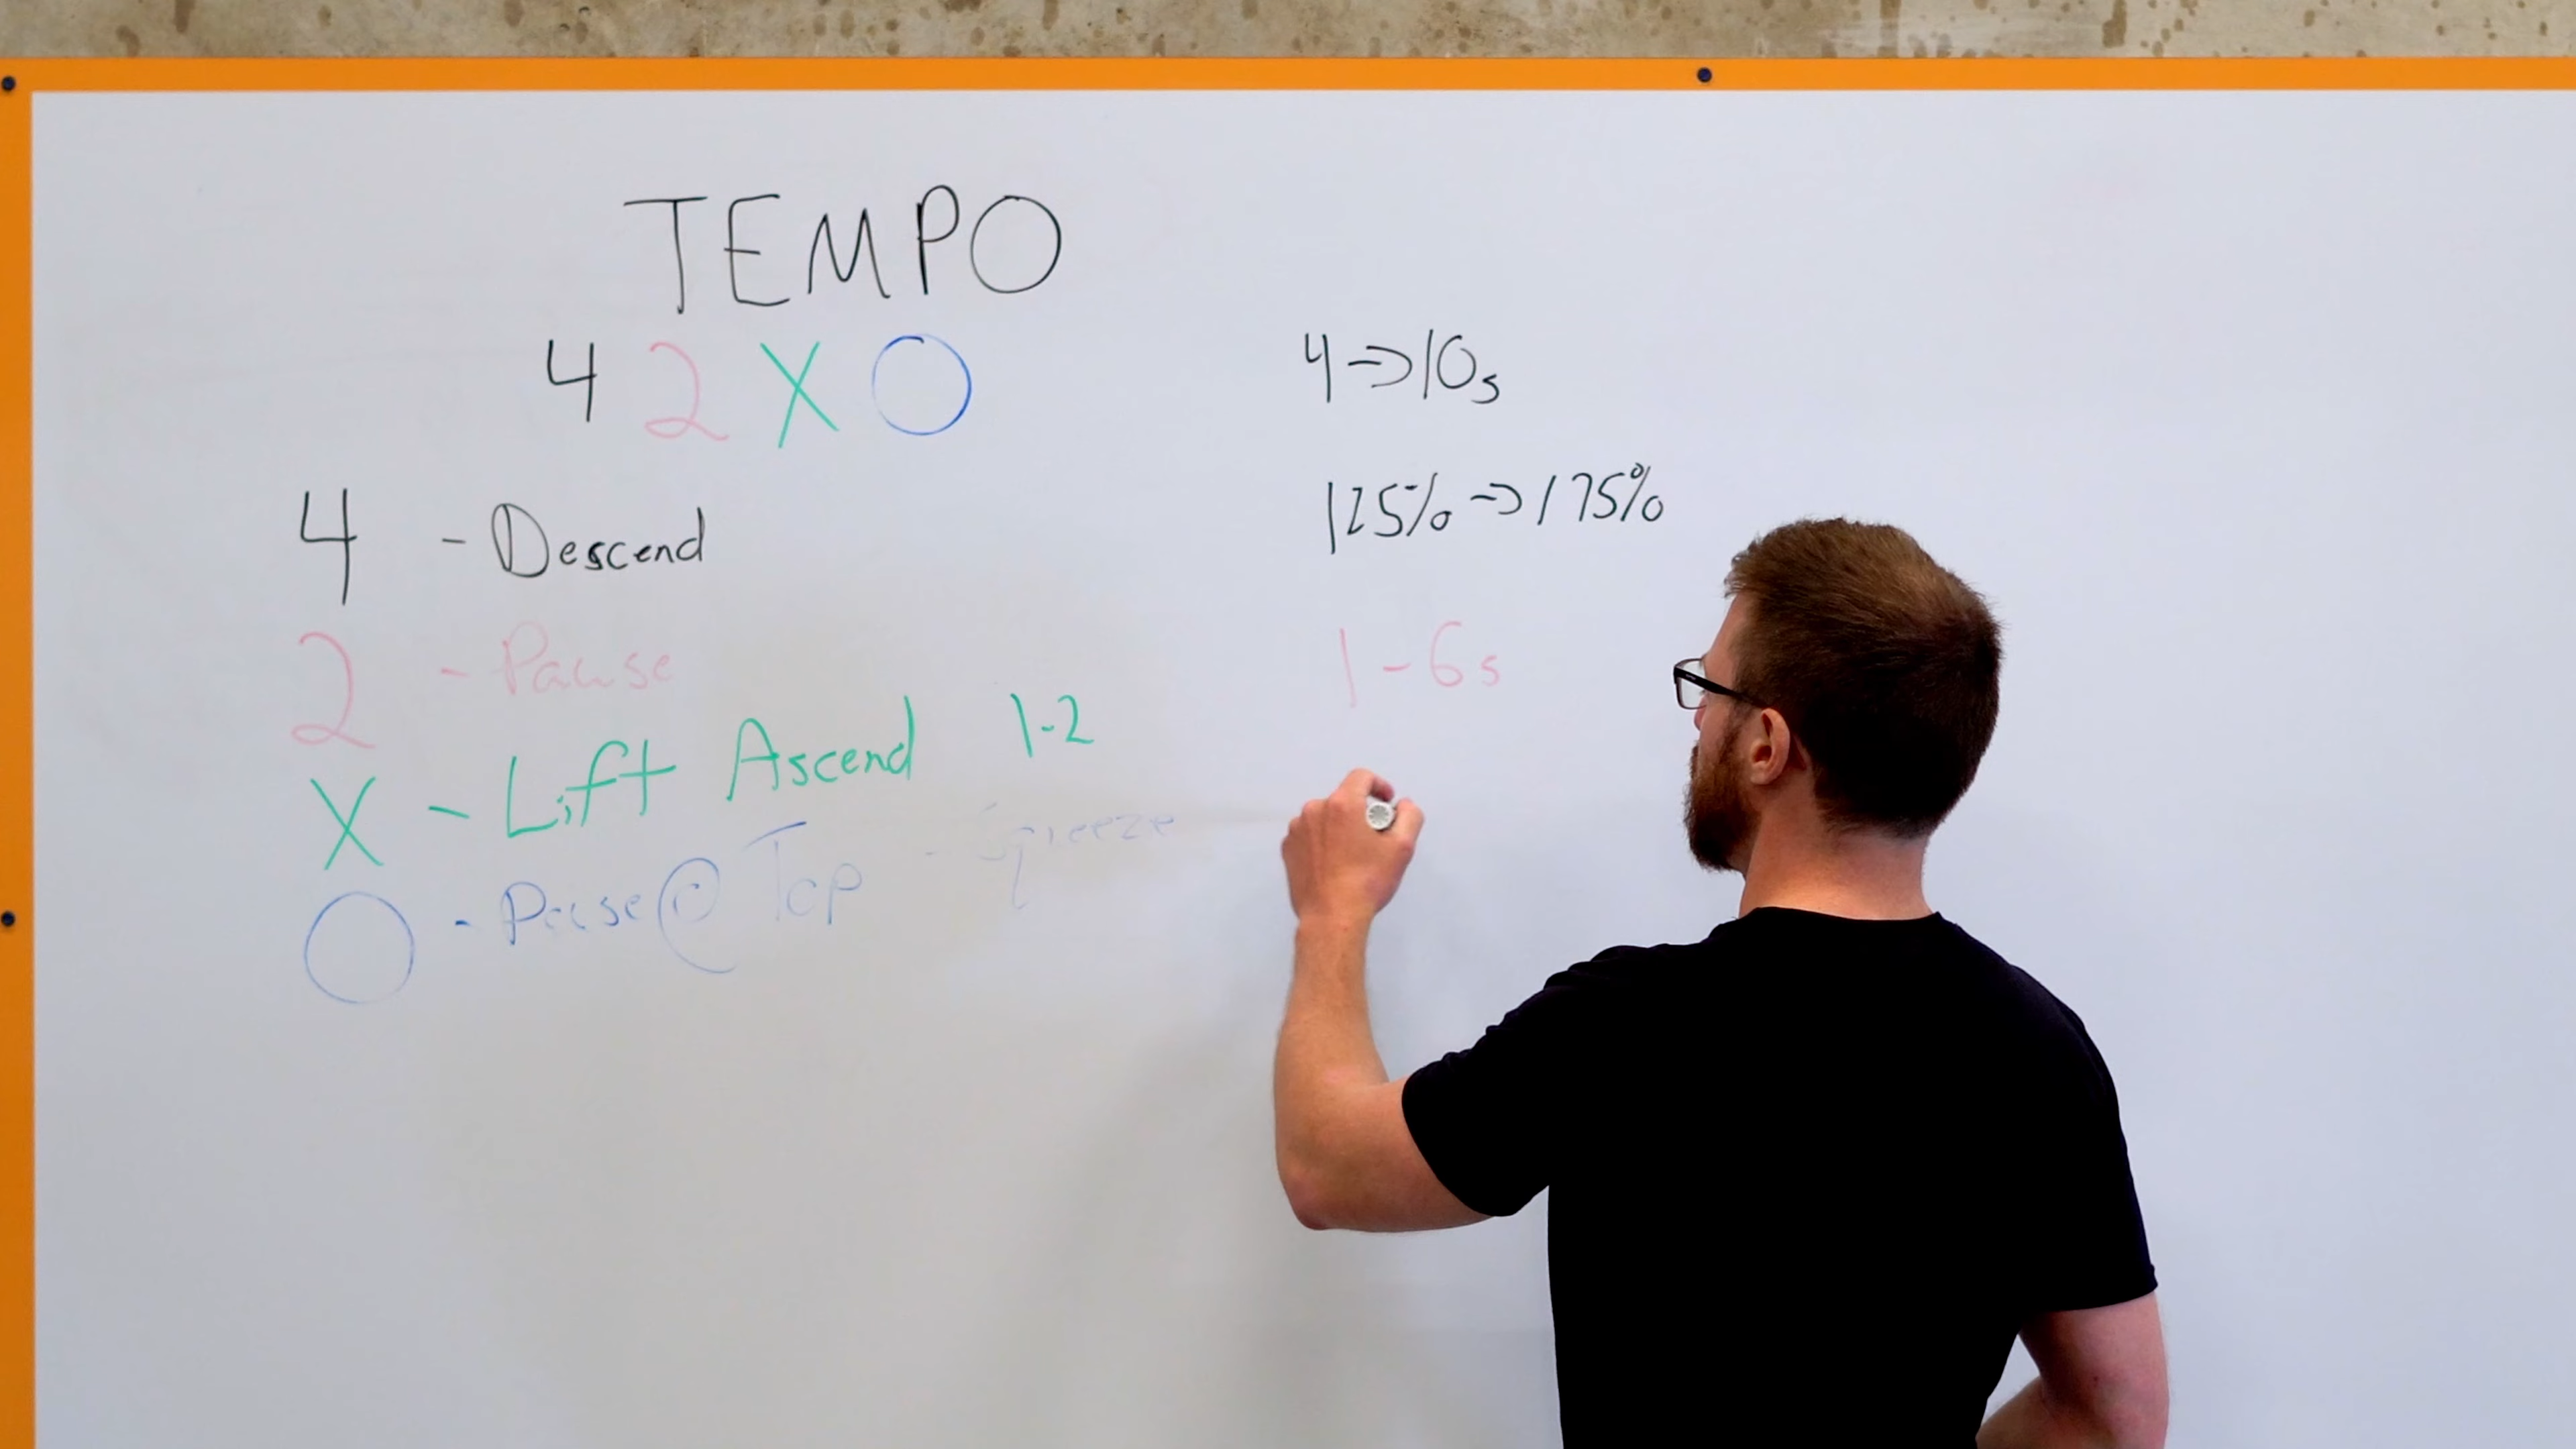 TEMPO
4 2 X O
4 - Descend
2 - Pause
X - Lift Ascend 1-2
O - Pause @ Top - Squeeze
4 => 10s
125% => 175%
1 - 6s